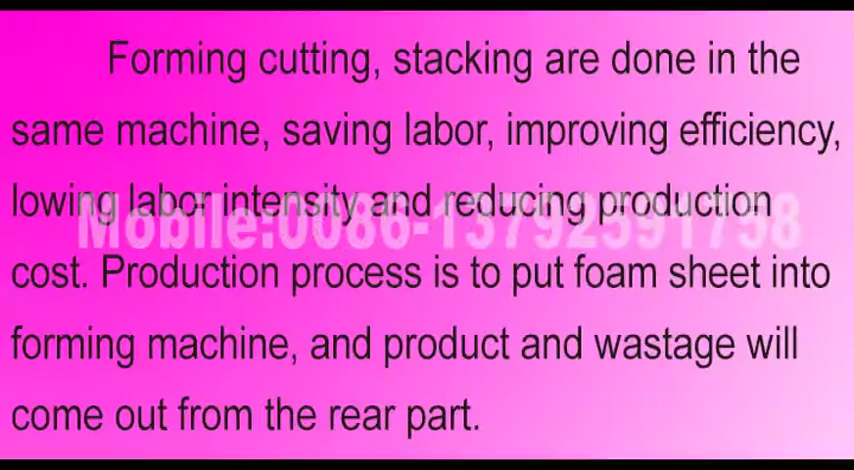 Forming cutting, stacking are done in the
same machine, saving labor, improving efficiency,
lowing labor intensity and reducing production
Mobile:0086-13792591758
cost. Production process is to put foam sheet into
forming machine, and product and wastage will
come out from the rear part.